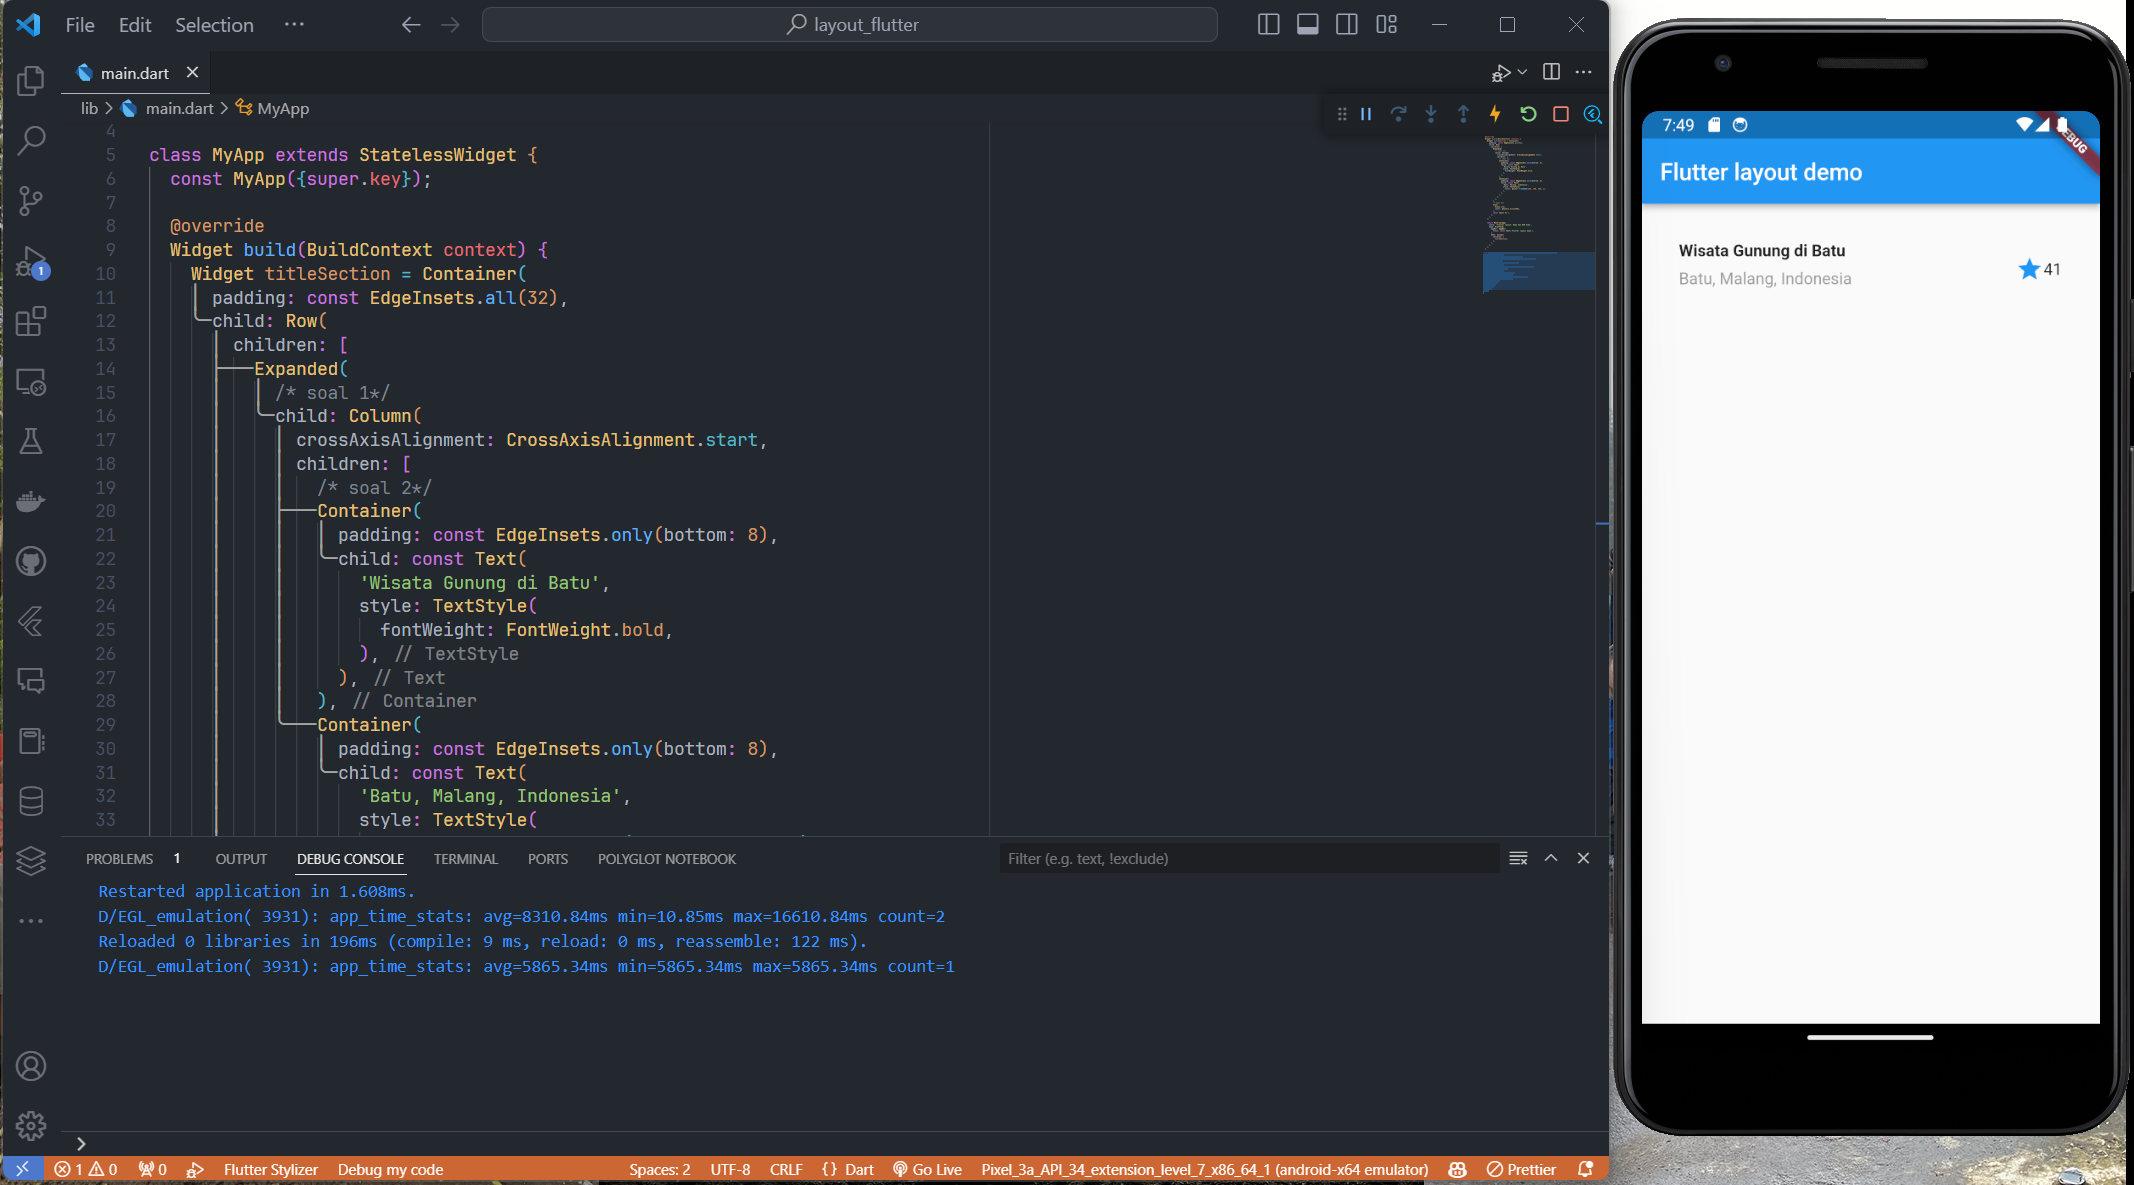 File Edit Selection ··· layout_flutter
main.dart
lib > main.dart > MyApp
4
5 class MyApp extends StatelessWidget {
6 const MyApp({super.key});
7
8 @override
9 Widget build(BuildContext context) {
10 Widget titleSection = Container(
11 padding: const EdgeInsets.all(32),
12 child: Row(
13 children: [
14 Expanded(
15 /* soal 1*/
16 child: Column(
17 crossAxisAlignment: CrossAxisAlignment.start,
18 children: [
19 /* soal 2*/
20 Container(
21 padding: const EdgeInsets.only(bottom: 8),
22 child: const Text(
23 'Wisata Gunung di Batu',
24 style: TextStyle(
25 fontWeight: FontWeight.bold,
26 ), // TextStyle
27 ), // Text
28 ), // Container
29 Container(
30 padding: const EdgeInsets.only(bottom: 8),
31 child: const Text(
32 'Batu, Malang, Indonesia',
33 style: TextStyle(
1
PROBLEMS 1 OUTPUT DEBUG CONSOLE TERMINAL PORTS POLYGLOT NOTEBOOK Filter (e.g. text, !exclude)
Restarted application in 1.608ms.
D/EGL_emulation( 3931): app_time_stats: avg=8310.84ms min=10.85ms max=16610.84ms count=2
Reloaded 0 libraries in 196ms (compile: 9 ms, reload: 0 ms, reassemble: 122 ms).
D/EGL_emulation( 3931): app_time_stats: avg=5865.34ms min=5865.34ms max=5865.34ms count=1
1 0 0 Flutter Stylizer Debug my code Spaces: 2 UTF-8 CRLF {} Dart Go Live Pixel_3a_API_34_extension_level_7_x86_64_1 (android-x64 emulator) Prettier
7:49
Flutter layout demo
Wisata Gunung di Batu
Batu, Malang, Indonesia
41